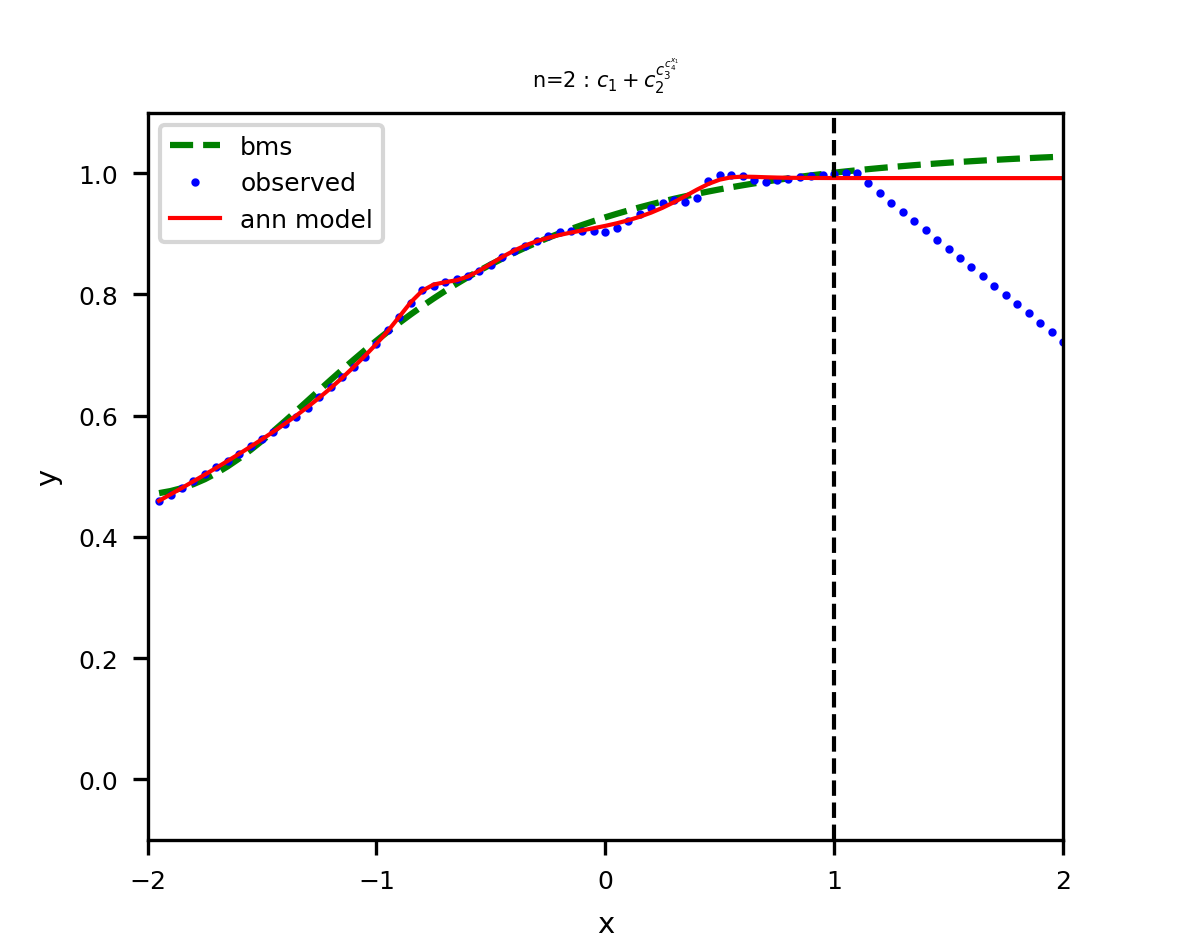 n=2 : $c_1 + c_2^{c_3^{c_4^{x_1}}}$
bms
observed
ann model
1.0
0.8
0.6
0.4
0.2
0.0
y
−2 −1 0 1 2
x